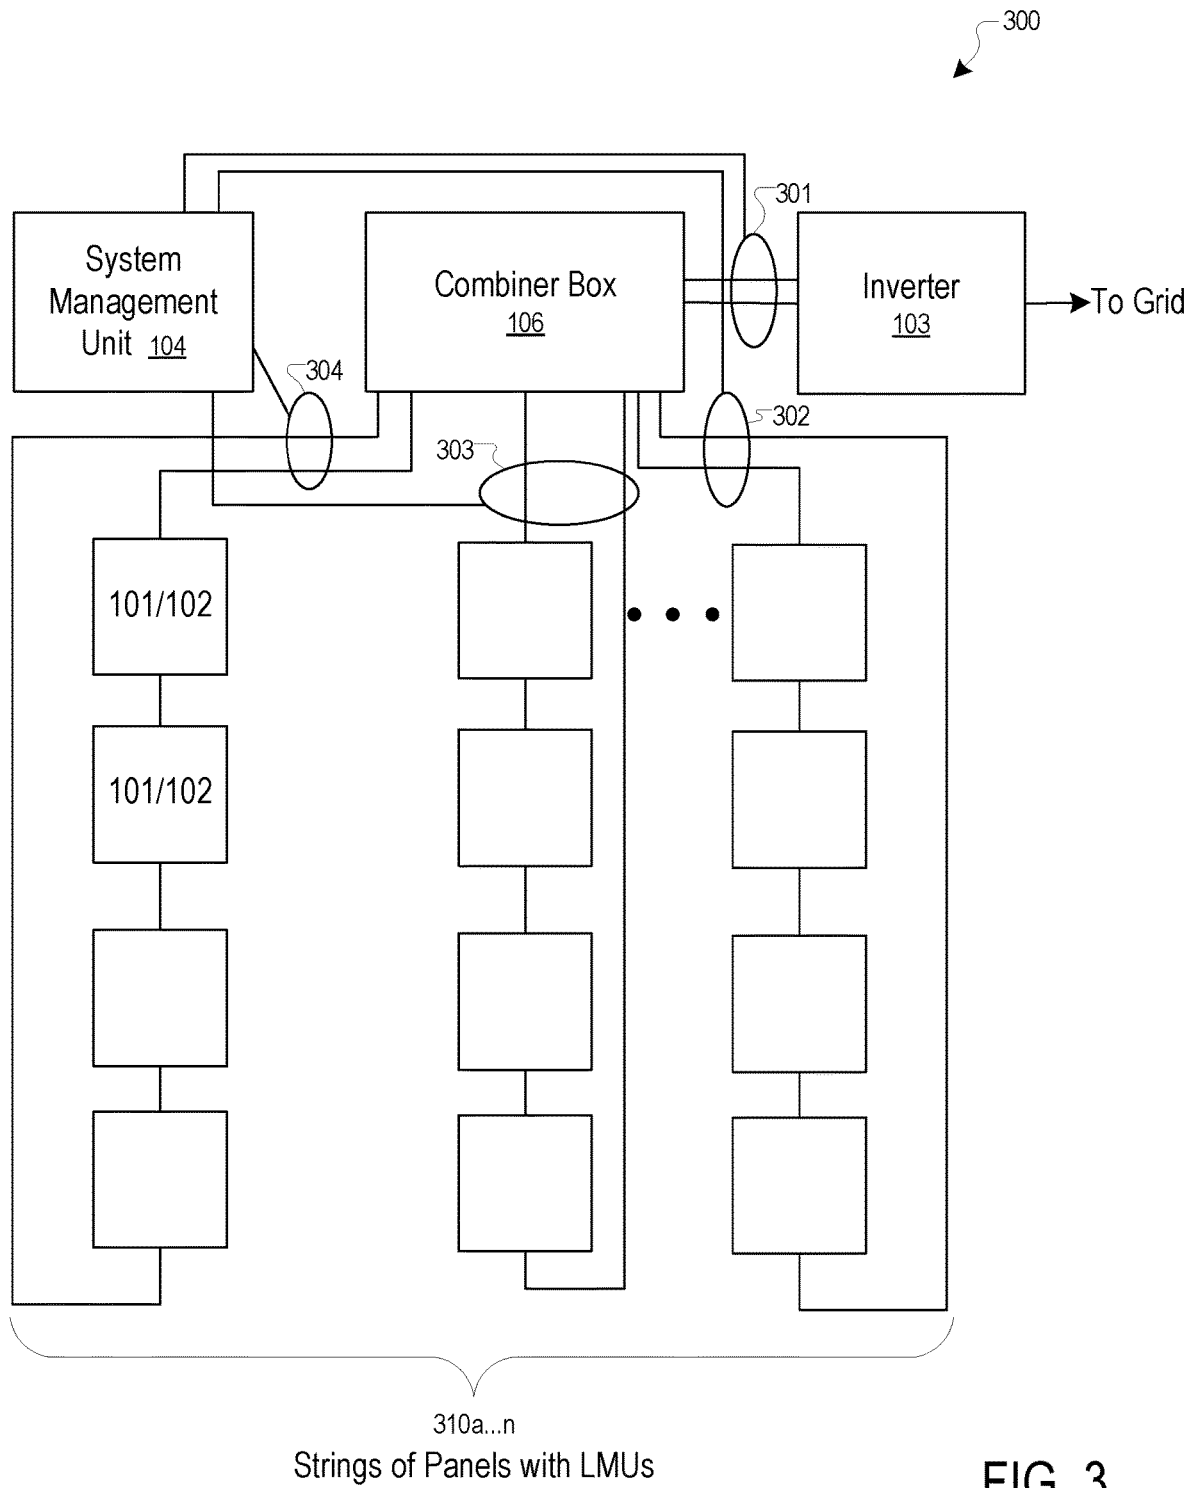 300
301
System
Management
Unit 104
Combiner Box
106
Inverter
103
To Grid
304
302
303
101/102
101/102
310a...n
Strings of Panels with LMUs
FIG. 3